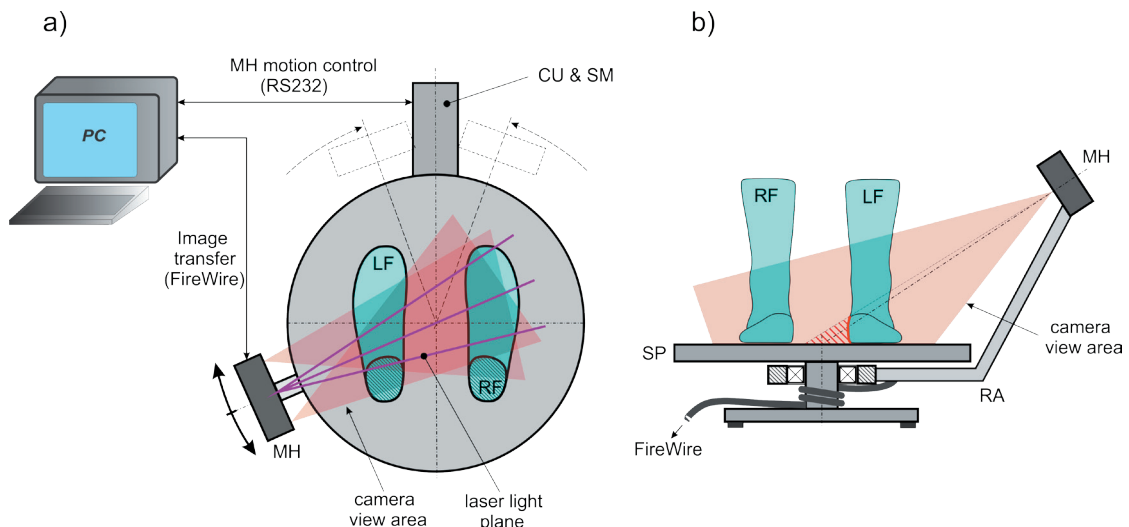 a)
MH motion control
(RS232)
CU & SM
PC
Image
transfer
(FireWire)
LF
RF
MH
camera
view area
laser light
plane
b)
MH
RF
LF
SP
camera
view area
RA
FireWire